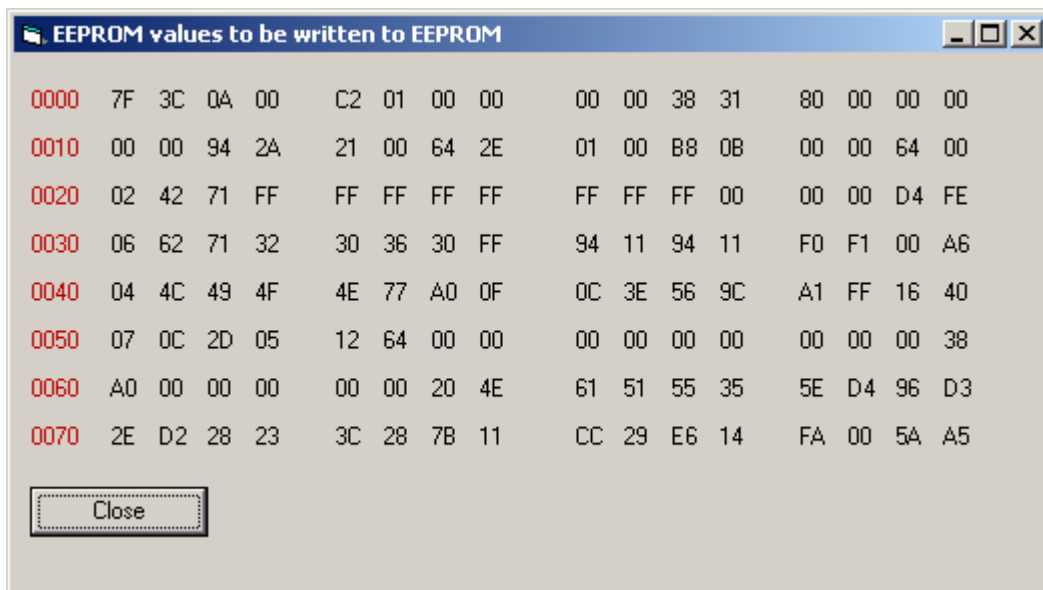 EEPROM values to be written to EEPROM
0000 7F 3C 0A 00 C2 01 00 00 00 00 38 31 80 00 00 00
0010 00 00 94 2A 21 00 64 2E 01 00 B8 0B 00 00 64 00
0020 02 42 71 FF FF FF FF FF FF FF FF 00 00 00 D4 FE
0030 06 62 71 32 30 36 30 FF 94 11 94 11 F0 F1 00 A6
0040 04 4C 49 4F 4E 77 A0 0F 0C 3E 56 9C A1 FF 16 40
0050 07 0C 2D 05 12 64 00 00 00 00 00 00 00 00 00 38
0060 A0 00 00 00 00 00 20 4E 61 51 55 35 5E D4 96 D3
0070 2E D2 28 23 3C 28 7B 11 CC 29 E6 14 FA 00 5A A5
Close